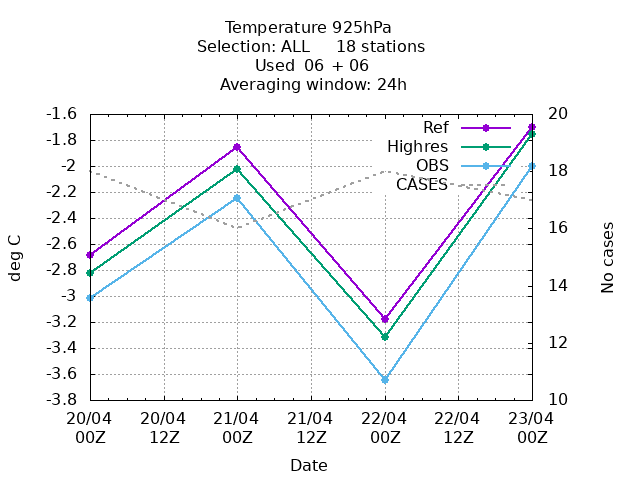 Temperature 925hPa
Selection: ALL     18 stations
Used  06 + 06
Averaging window: 24h
-1.6
-1.8
-2
-2.2
-2.4
-2.6
-2.8
-3
-3.2
-3.4
-3.6
-3.8
deg C
Ref
Highres
OBS
CASES
20
18
16
14
12
10
No cases
20/04 00Z
20/04 12Z
21/04 00Z
21/04 12Z
22/04 00Z
22/04 12Z
23/04 00Z
Date